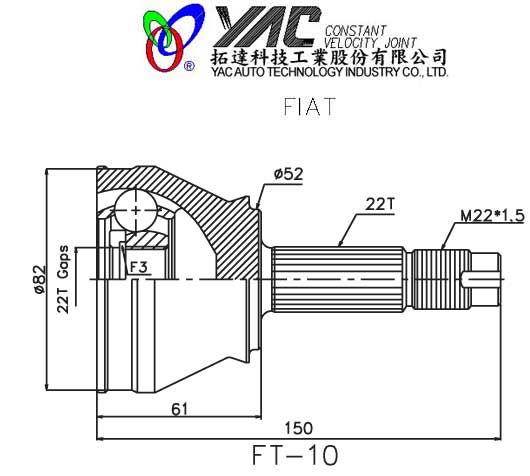 YAC CONSTANT
VELOCITY JOINT
®
拓達科技工業股份有限公司
YAC AUTO TECHNOLOGY INDUSTRY CO., LTD.
FIAT
ø52
22T
M22*1.5
ø82
22T Gaps
F3
61
150
FT-10